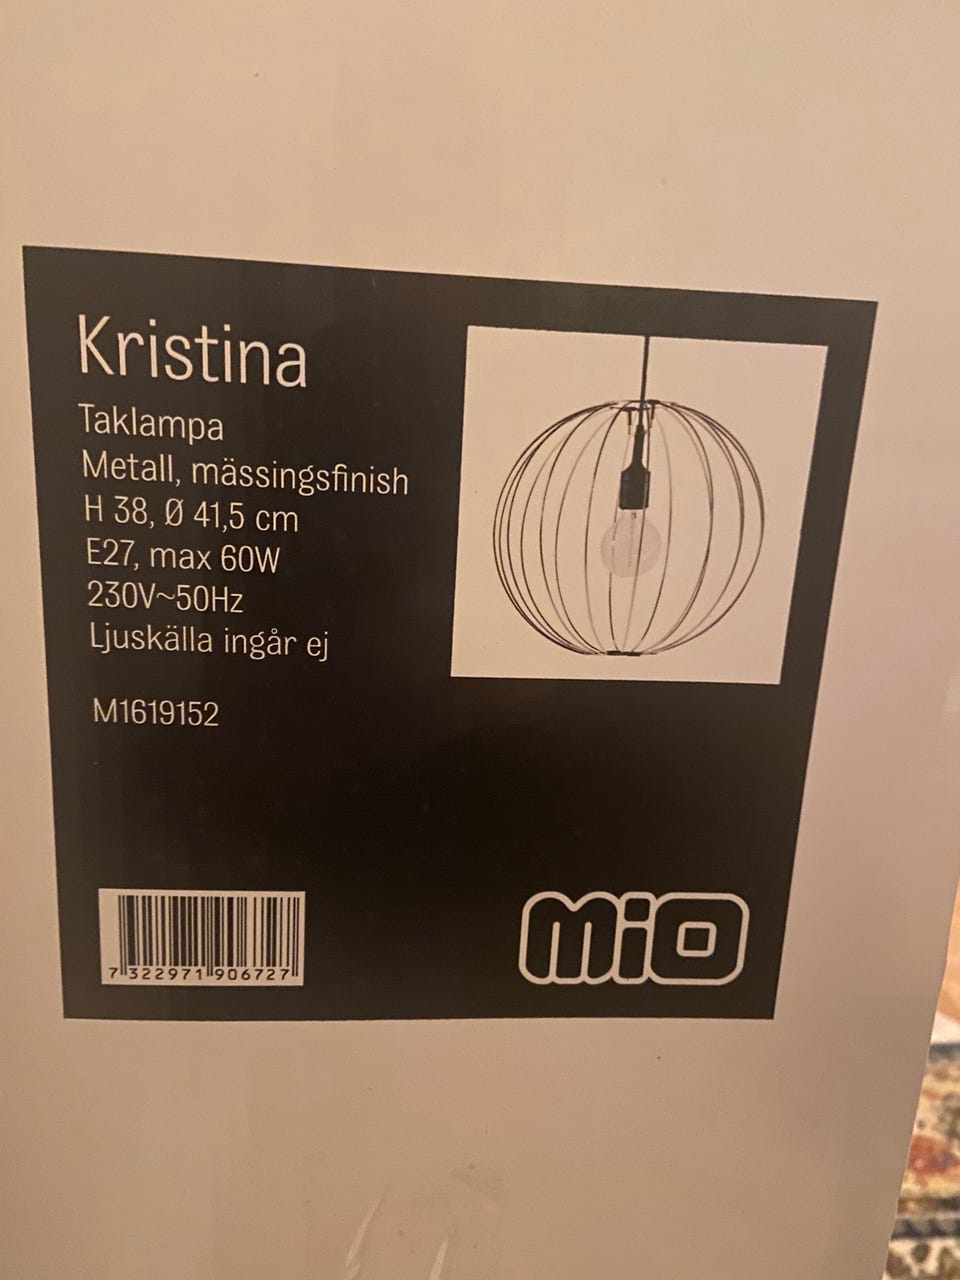 Kristina
Taklampa
Metall, mässingsfinish
H 38, Ø 41,5 cm
E27, max 60W
230V~50Hz
Ljuskälla ingår ej
M1619152
7 322971 906727
mio